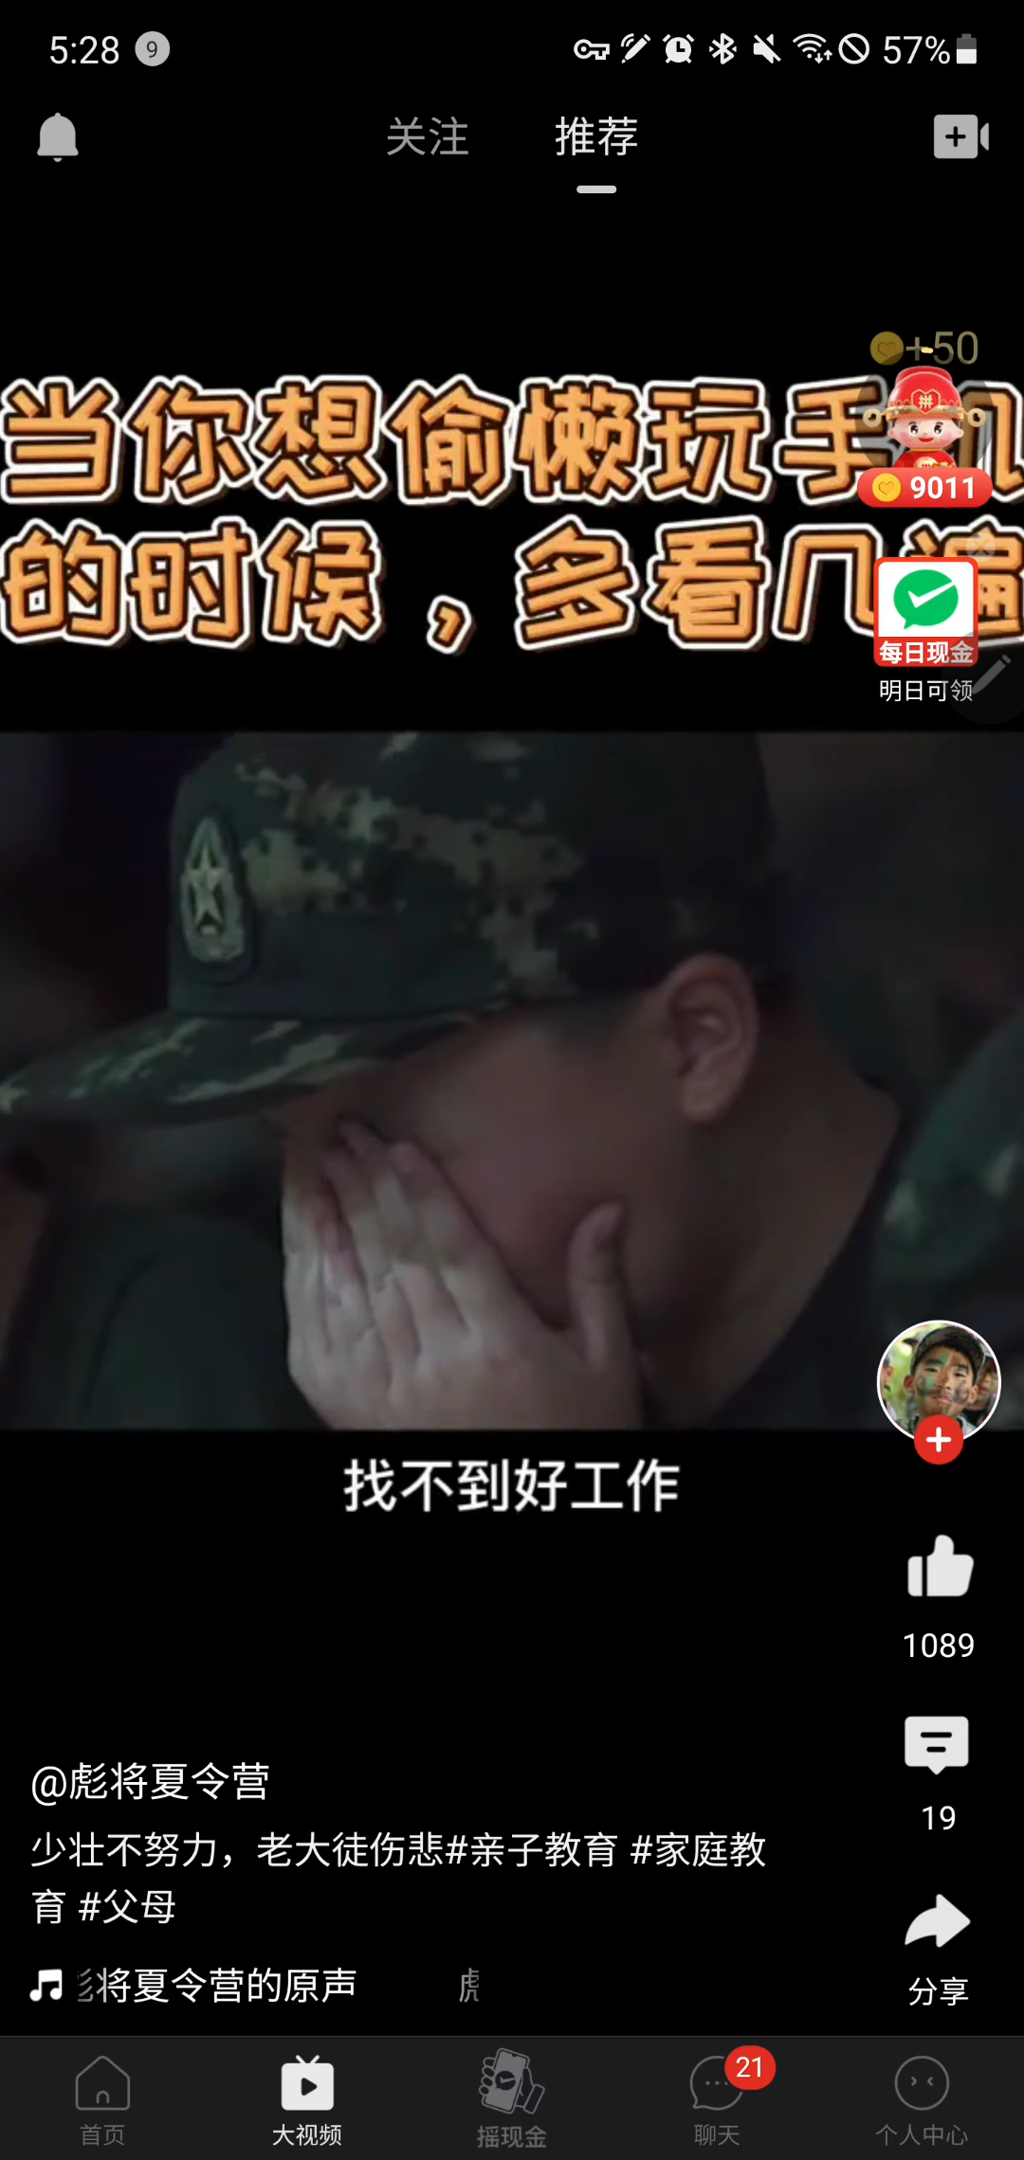 5:28 9 57%
关注 推荐
+50
当你想偷懒玩手机
拼
9011
的时候，多看几遍
每日现金
明日可领
找不到好工作
1089
@彪将夏令营
19
少壮不努力，老大徒伤悲#亲子教育 #家庭教
育 #父母
彪将夏令营的原声
分享
21
首页 大视频 摇现金 聊天 个人中心